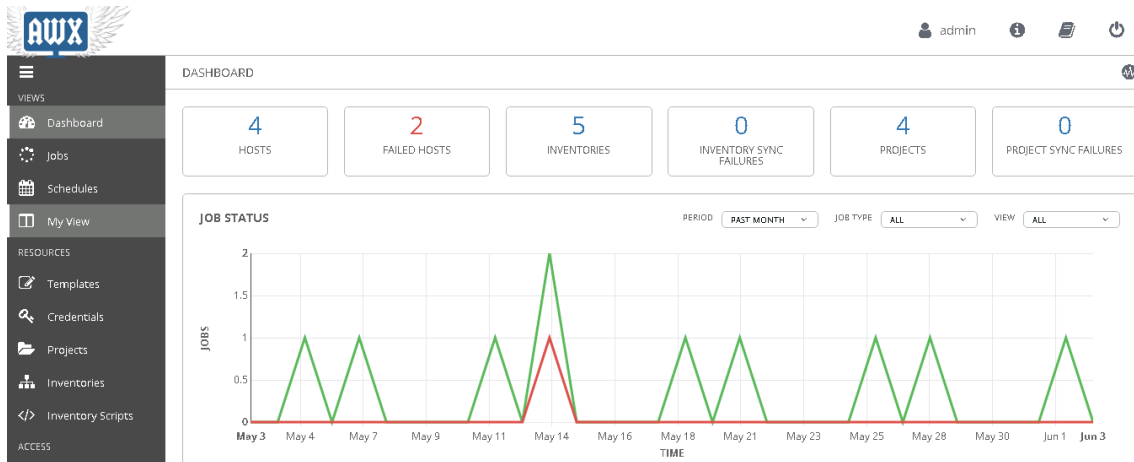 AWX
admin
DASHBOARD
VIEWS
Dashboard
Jobs
Schedules
My View
RESOURCES
Templates
Credentials
Projects
Inventories
Inventory Scripts
ACCESS
4
HOSTS
2
FAILED HOSTS
5
INVENTORIES
0
INVENTORY SYNC
FAILURES
4
PROJECTS
0
PROJECT SYNC FAILURES
JOB STATUS
PERIOD PAST MONTH JOB TYPE ALL VIEW ALL
JOBS
2
1.5
1
0.5
0
May 3 May 4 May 7 May 9 May 11 May 14 May 16 May 18 May 21 May 23 May 25 May 28 May 30 Jun 1 Jun 3
TIME